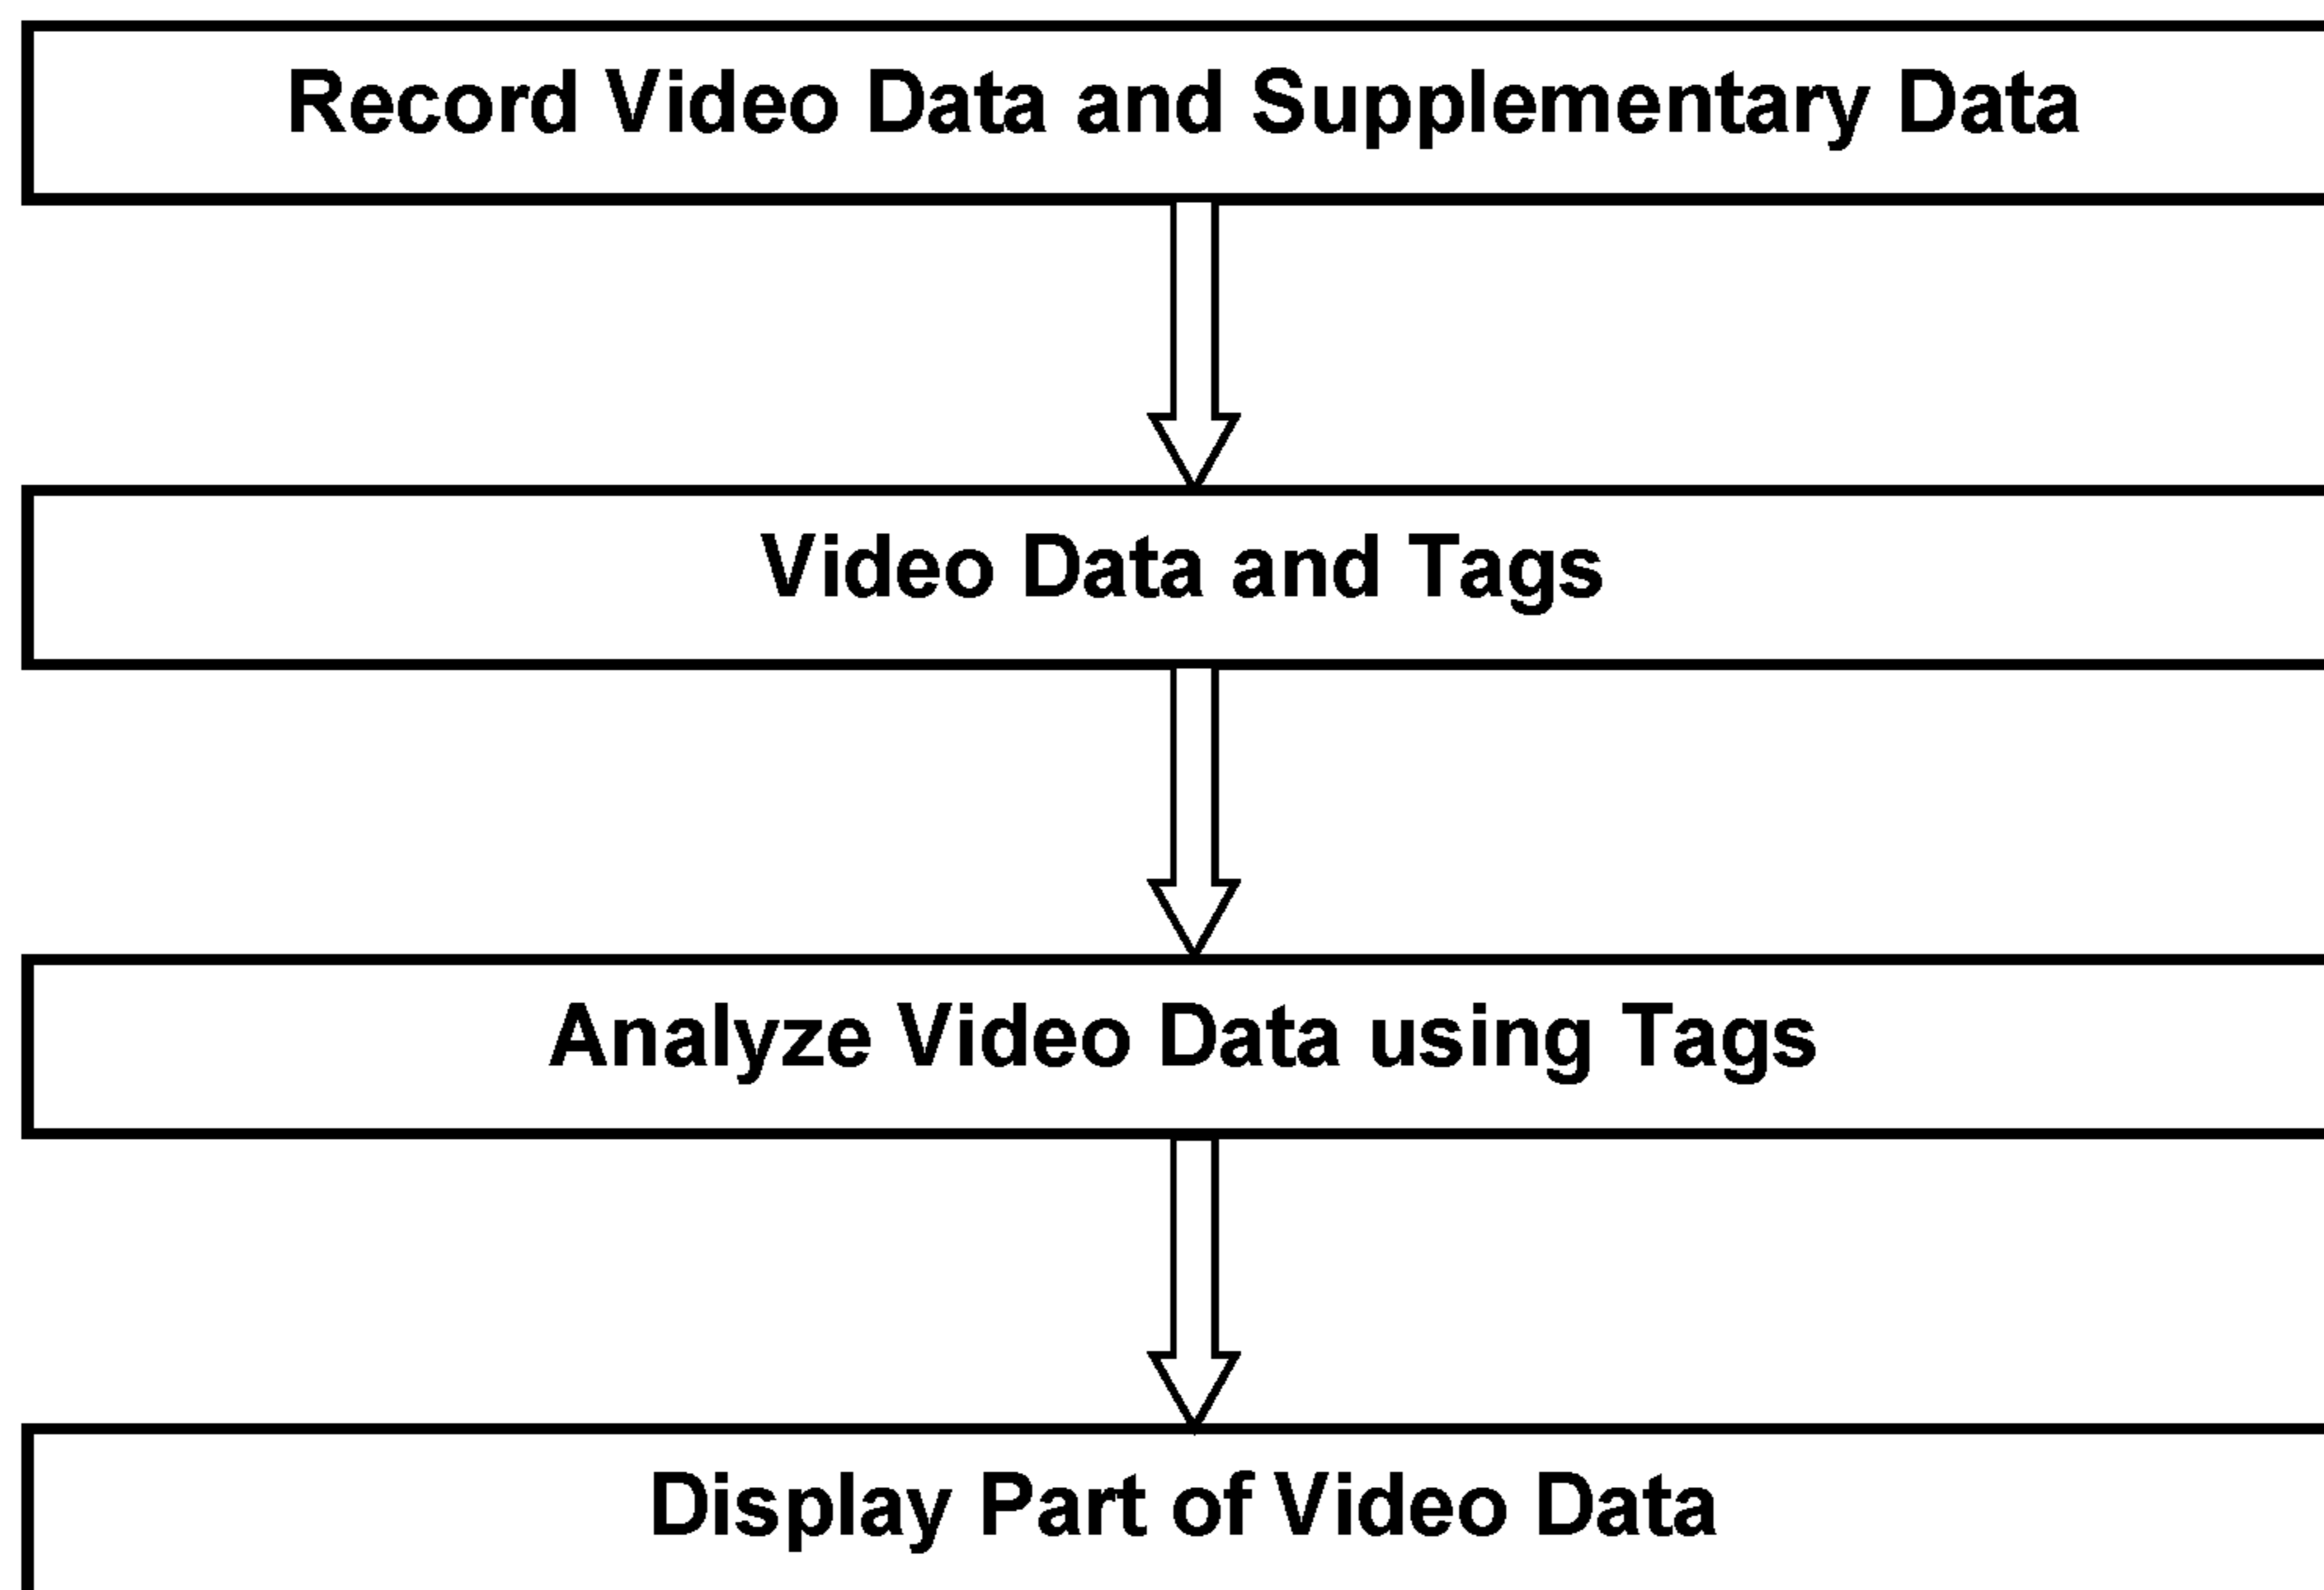 Record Video Data and Supplementary Data
Video Data and Tags
Analyze Video Data using Tags
Display Part of Video Data